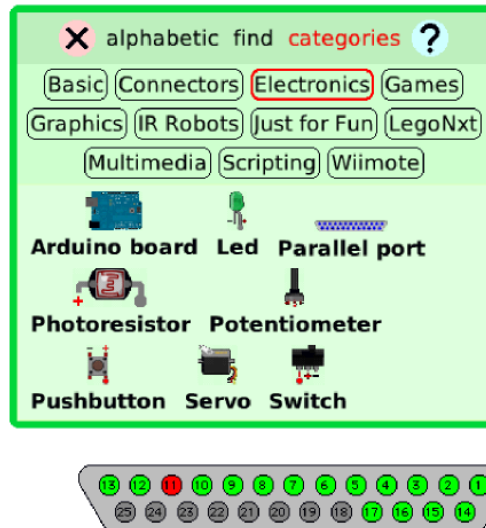 alphabetic find categories ?
Basic Connectors Electronics Games
Graphics IR Robots Just for Fun LegoNxt
Multimedia Scripting Wiimote
Arduino board Led Parallel port
Photoresistor Potentiometer
Pushbutton Servo Switch
13 12 11 10 9 8 7 6 5 4 3 2 1
25 24 23 22 21 20 19 18 17 16 15 14